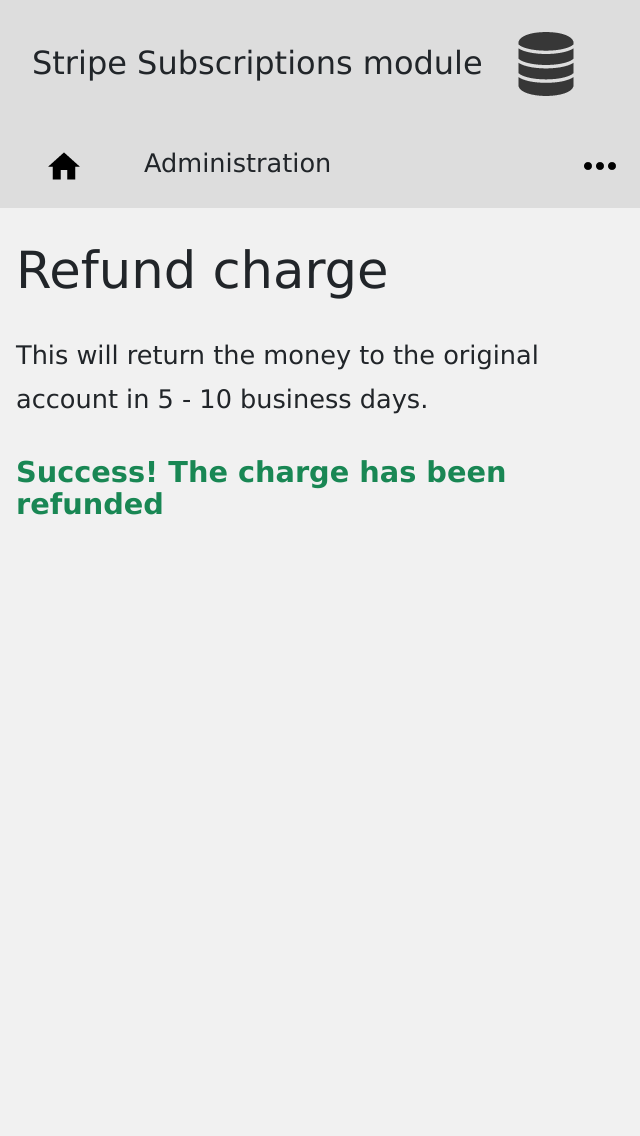 Stripe Subscriptions module
Administration
Refund charge
This will return the money to the original
account in 5 - 10 business days.
Success! The charge has been
refunded